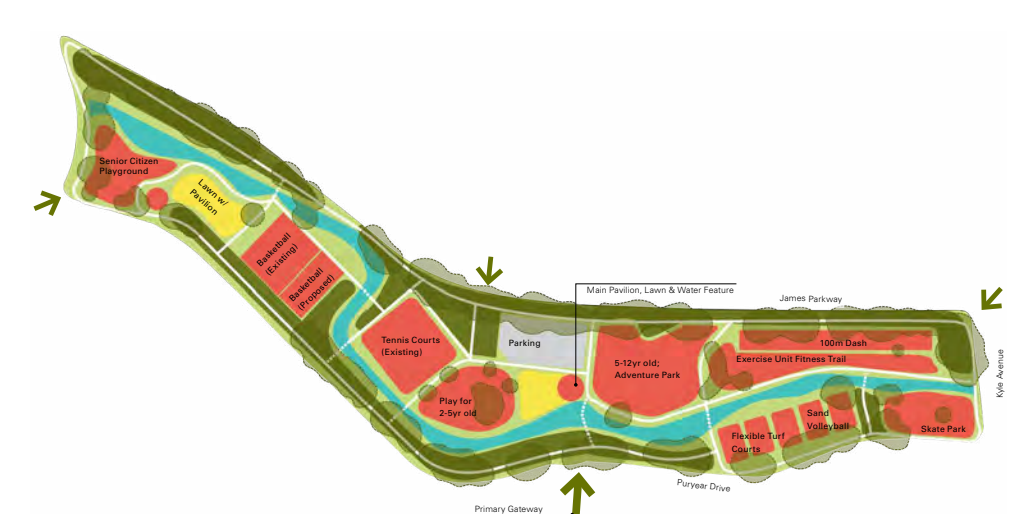 Senior Citizen
Playground
Lawn w/
Pavilion
Basketball
(Existing)
Basketball
(Proposed)
Main Pavilion, Lawn & Water Feature
James Parkway
Tennis Courts
(Existing)
Parking
100m Dash
5-12yr old;
Adventure Park
Exercise Unit Fitness Trail
Kyle Avenue
Play for
2-5yr old
Sand
Volleyball
Flexible Turf
Courts
Skate Park
Puryear Drive
Primary Gateway